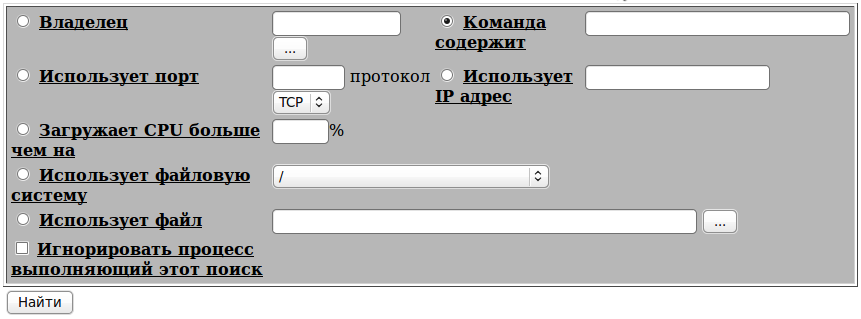 Владелец
...
Команда содержит
Использует порт
протокол
TCP
Использует IP адрес
Загружает CPU больше чем на
%
Использует файловую систему
/
Использует файл
...
Игнорировать процесс выполняющий этот поиск
Найти